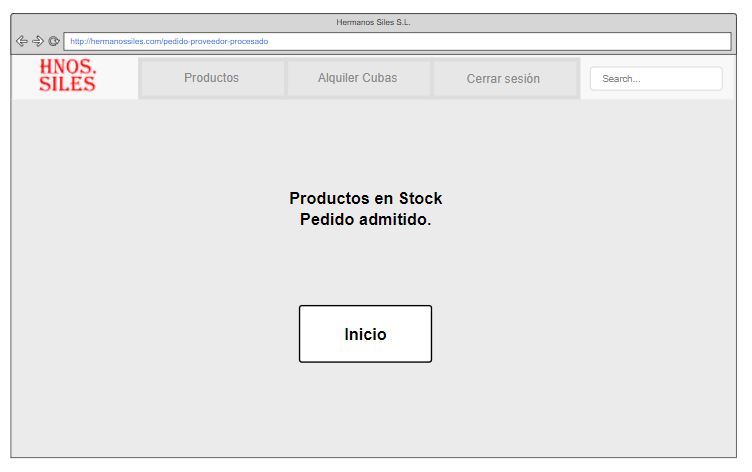 Hermanos Siles S.L.
http://hermanossiles.com/pedido-proveedor-procesado
HNOS.
SILES
Productos
Alquiler Cubas
Cerrar sesión
Search...
Productos en Stock
Pedido admitido.
Inicio